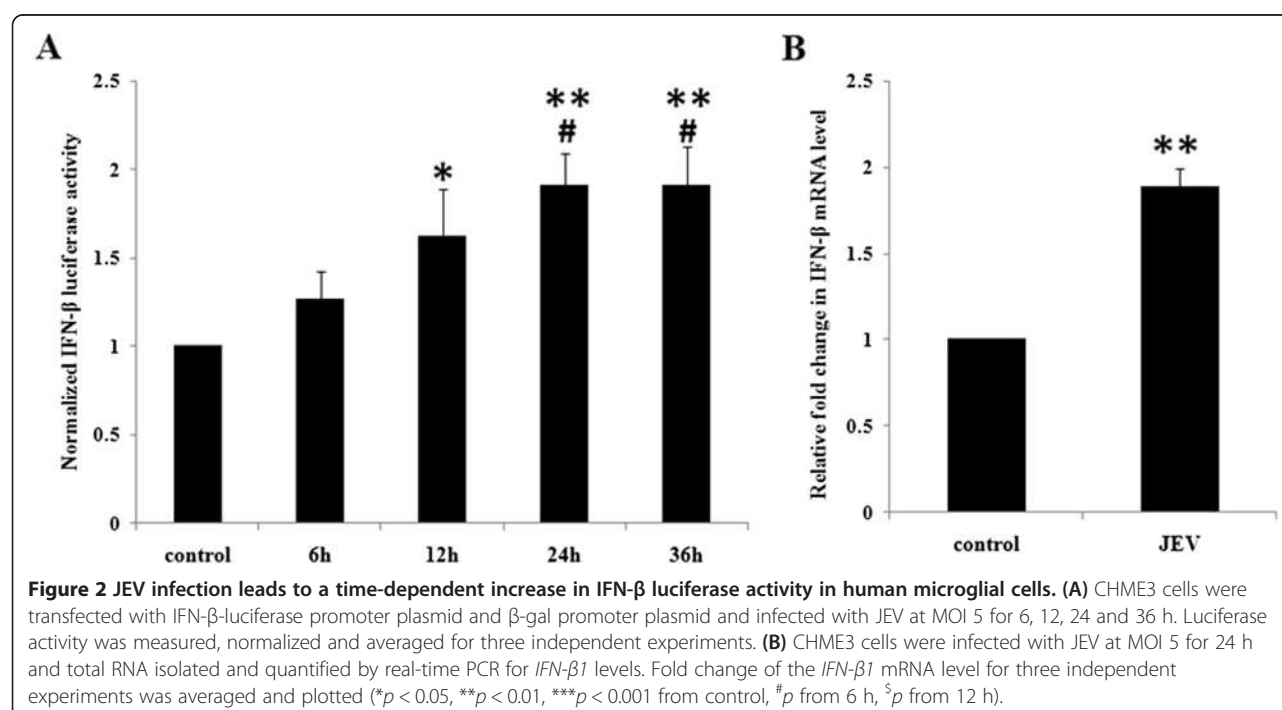 A
B
2.5
2
1.5
1
0.5
0
Normalized IFN-β luciferase activity
*
**
#
**
#
control 6h 12h 24h 36h
2.5
2
1.5
1
0.5
0
Relative fold change in IFN-β mRNA level
**
control JEV
Figure 2 JEV infection leads to a time-dependent increase in IFN-β luciferase activity in human microglial cells. (A) CHME3 cells were
transfected with IFN-β-luciferase promoter plasmid and β-gal promoter plasmid and infected with JEV at MOI 5 for 6, 12, 24 and 36 h. Luciferase
activity was measured, normalized and averaged for three independent experiments. (B) CHME3 cells were infected with JEV at MOI 5 for 24 h
and total RNA isolated and quantified by real-time PCR for IFN-β1 levels. Fold change of the IFN-β1 mRNA level for three independent
experiments was averaged and plotted (*p < 0.05, **p < 0.01, ***p < 0.001 from control, #p from 6 h, $p from 12 h).